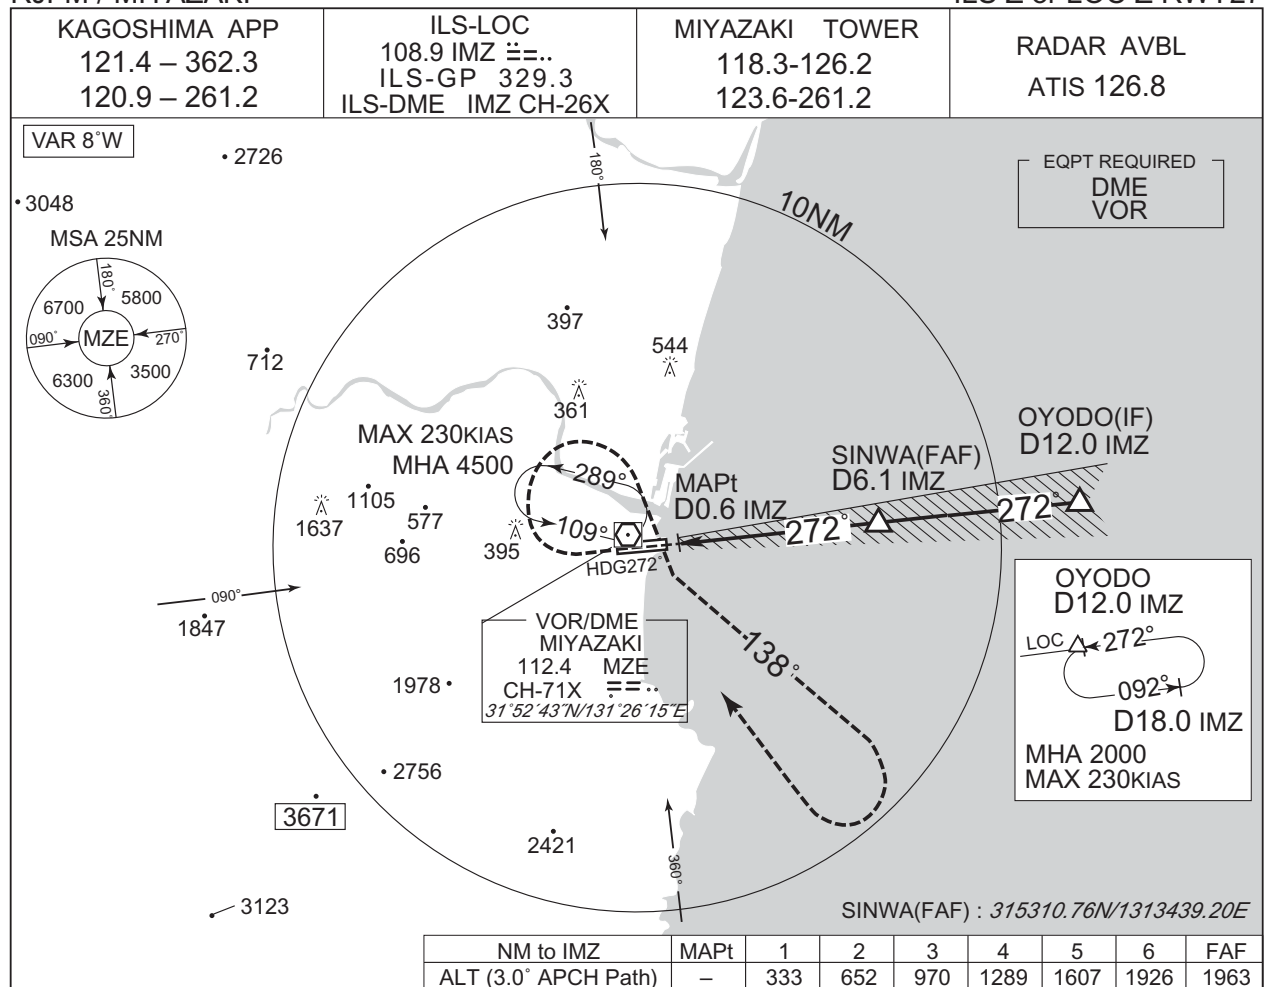 KAGOSHIMA APP
121.4 – 362.3
120.9 – 261.2
ILS-LOC
108.9 IMZ
ILS-GP 329.3
ILS-DME IMZ CH-26X
MIYAZAKI TOWER
118.3-126.2
123.6-261.2
RADAR AVBL
ATIS 126.8
VAR 8°W
2726
3048
MSA 25NM
180°
6700
5800
090°
MZE
270°
6300
3500
360°
180°
10NM
EQPT REQUIRED
DME
VOR
397
544
712
361
MAX 230KIAS
MHA 4500
289°
109°
1105
577
1637
696
395
MAPt
D0.6 IMZ
SINWA(FAF)
D6.1 IMZ
OYODO(IF)
D12.0 IMZ
272°
272°
HDG272°
090°
1847
VOR/DME
MIYAZAKI
112.4 MZE
CH-71X
31°52′43″N/131°26′15″E
138°
OYODO
D12.0 IMZ
LOC
272°
092°
D18.0 IMZ
MHA 2000
MAX 230KIAS
1978
2756
3671
2421
360°
3123
SINWA(FAF) : 315310.76N/1313439.20E
NM to IMZ MAPt 1 2 3 4 5 6 FAF
ALT (3.0° APCH Path) – 333 652 970 1289 1607 1926 1963